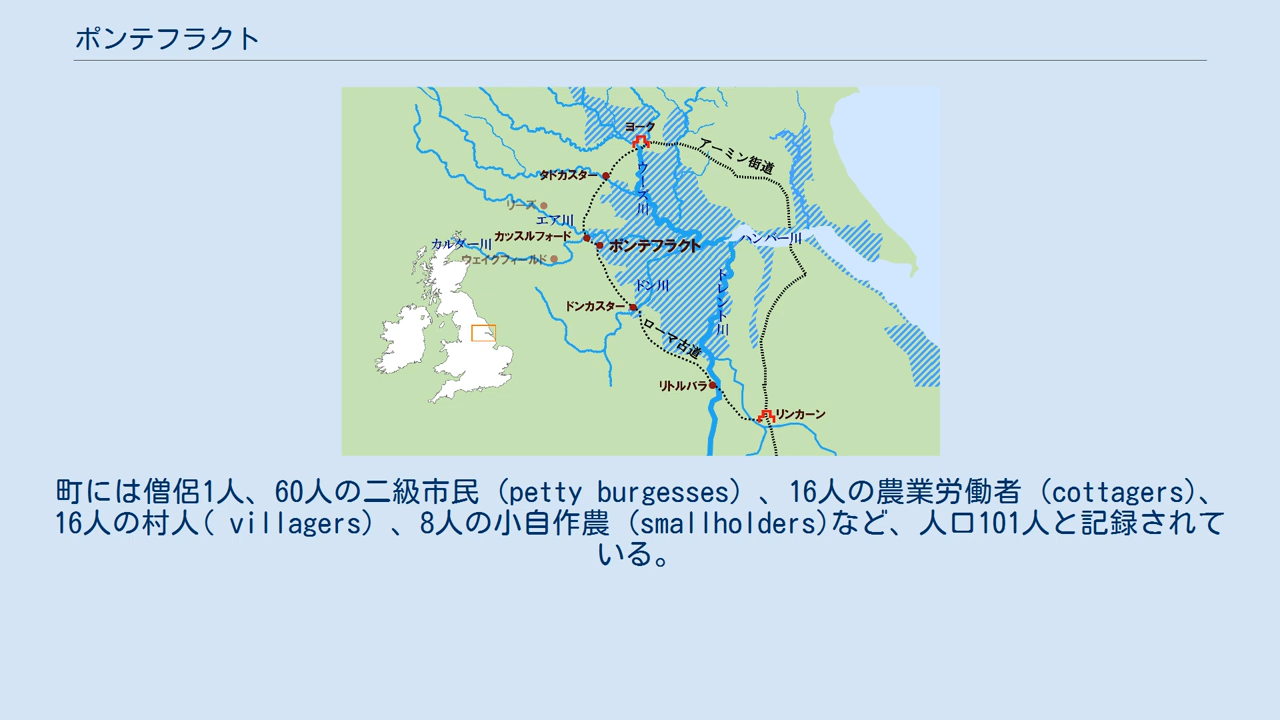 ポンテフラクト
ヨーク
アーミン街道
タドカスター
ウーズ川
リーズ
エア川
カッスルフォード
カルダー川
ポンテフラクト
ハンバー川
ウェイクフィールド
ドン川
トレント川
ドンカスター
ローマ古道
リトルバラ
リンカーン
町には僧侶1人、60人の二級市民（petty burgesses）、16人の農業労働者（cottagers)、
16人の村人( villagers）、8人の小自作農（smallholders)など、人口101人と記録されて
いる。